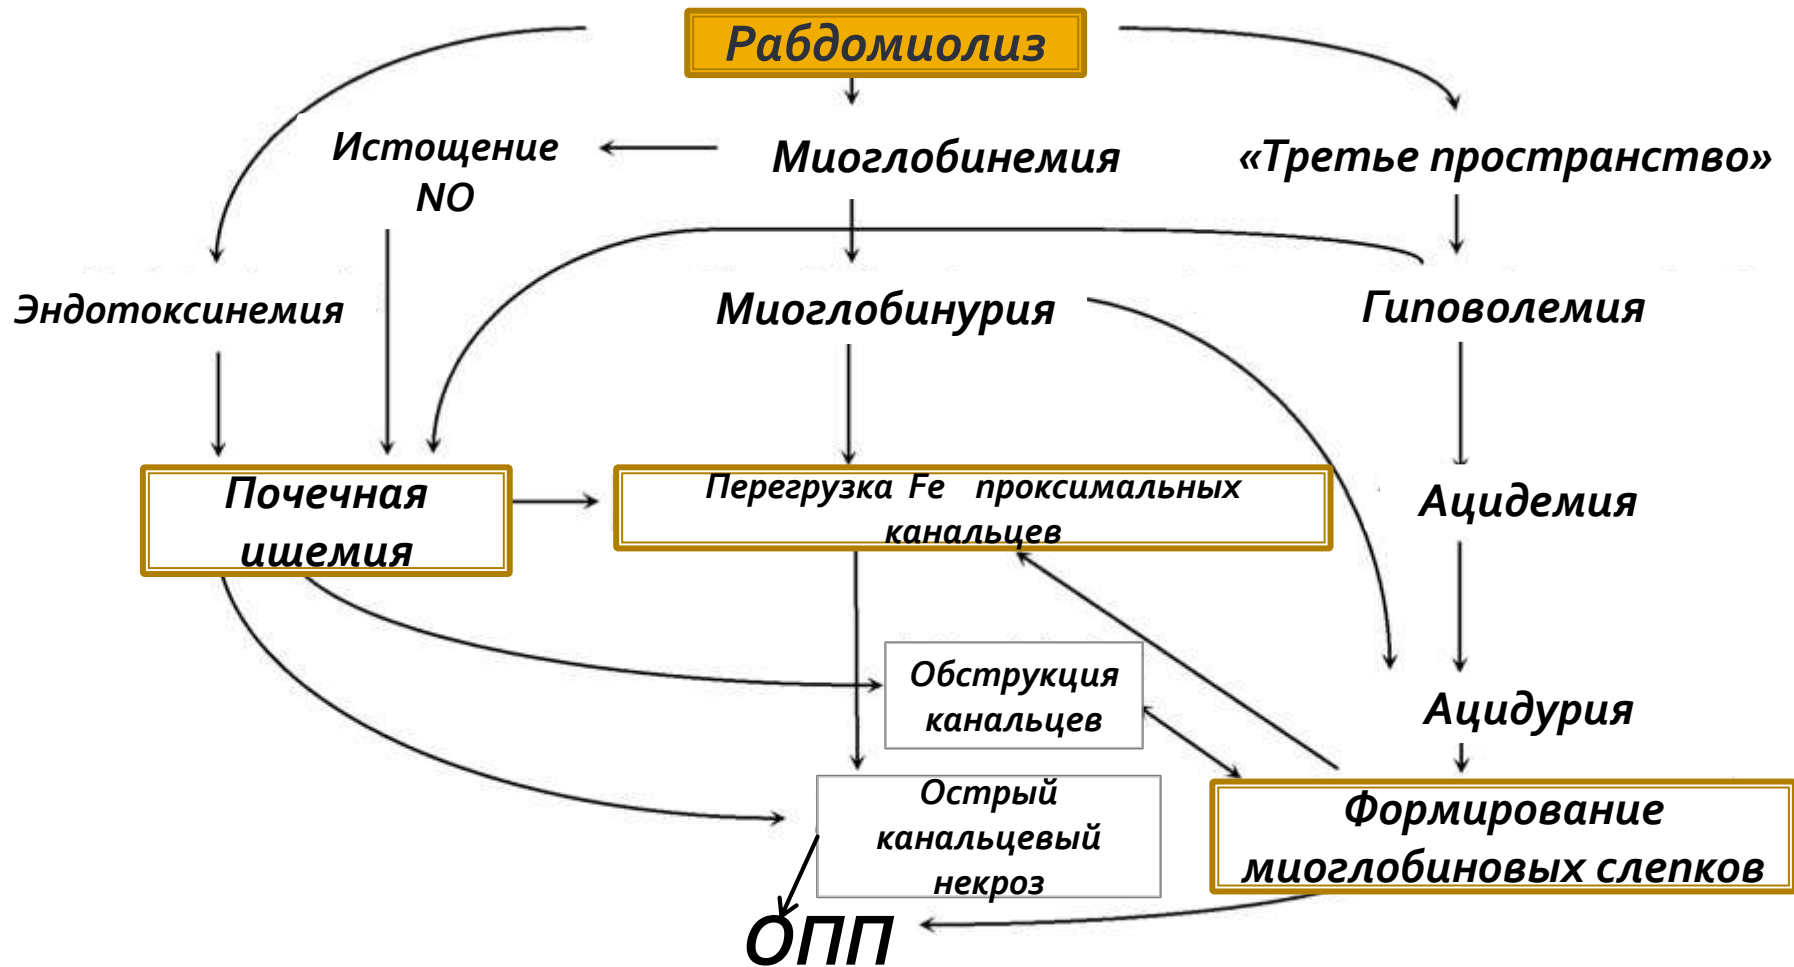 Рабдомиолиз
Истощение
NO
Миоглобинемия
«Третье пространство»
Эндотоксинемия
Миоглобинурия
Гиповолемия
Почечная
ишемия
Перегрузка Fe проксимальных
канальцев
Ацидемия
Обструкция
канальцев
Ацидурия
Острый
канальцевый
некроз
Формирование
миоглобиновых слепков
ОПП